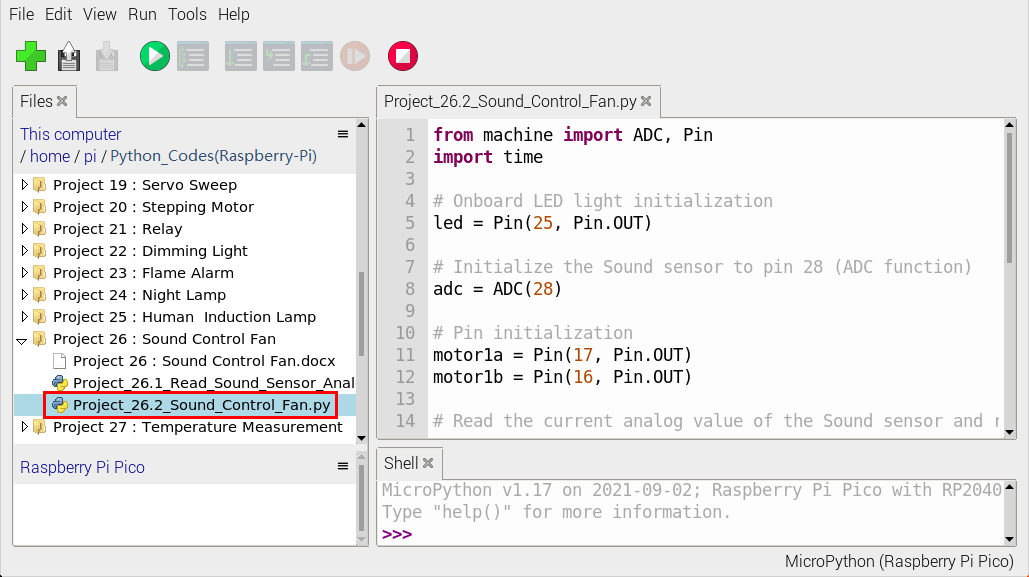 File Edit View Run Tools Help
Files
This computer
/ home / pi / Python_Codes(Raspberry-Pi)
Project 19 : Servo Sweep
Project 20 : Stepping Motor
Project 21 : Relay
Project 22 : Dimming Light
Project 23 : Flame Alarm
Project 24 : Night Lamp
Project 25 : Human  Induction Lamp
Project 26 : Sound Control Fan
Project 26 : Sound Control Fan.docx
Project_26.1_Read_Sound_Sensor_Anal
Project_26.2_Sound_Control_Fan.py
Project 27 : Temperature Measurement
Raspberry Pi Pico
Project_26.2_Sound_Control_Fan.py
1 from machine import ADC, Pin
2 import time
3
4 # Onboard LED light initialization
5 led = Pin(25, Pin.OUT)
6
7 # Initialize the Sound sensor to pin 28 (ADC function)
8 adc = ADC(28)
9
10 # Pin initialization
11 motor1a = Pin(17, Pin.OUT)
12 motor1b = Pin(16, Pin.OUT)
13
14 # Read the current analog value of the Sound sensor and
Shell
MicroPython v1.17 on 2021-09-02; Raspberry Pi Pico with RP2040
Type "help()" for more information.
>>>
MicroPython (Raspberry Pi Pico)